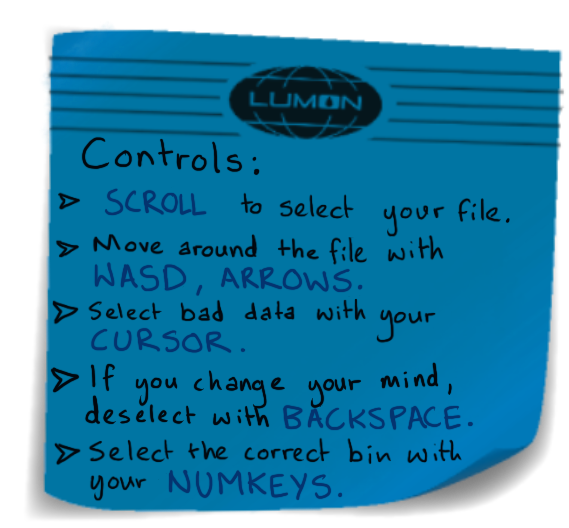 LUMON
Controls:
➤ SCROLL to select your file.
➤ Move around the file with
WASD, ARROWS.
➤ Select bad data with your
CURSOR.
➤ If you change your mind,
deselect with BACKSPACE.
➤ Select the correct bin with
your NUMKEYS.